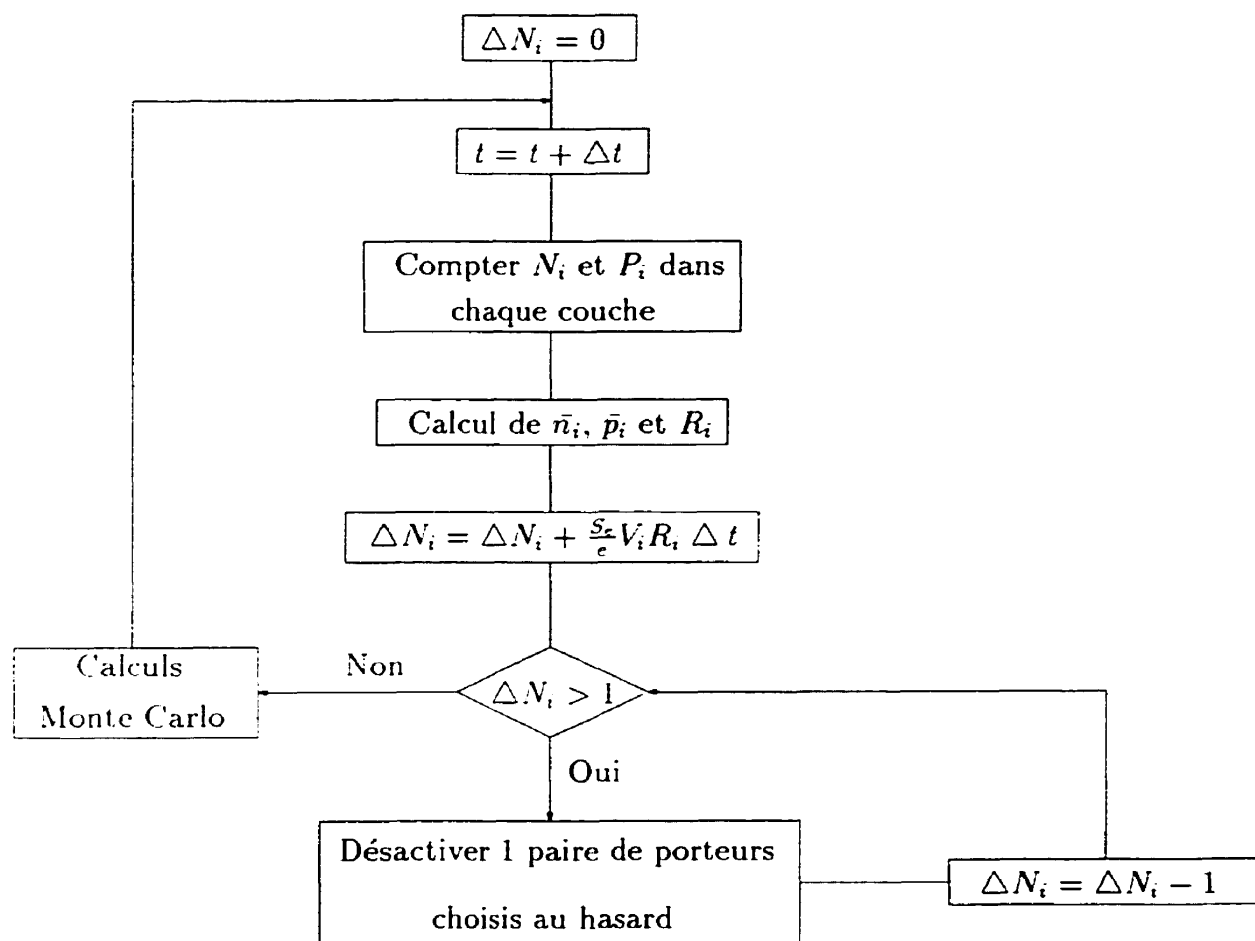 △N_i = 0
t = t + △t
Compter N_i et P_i dans
chaque couche
Calcul de n̄_i, p̄_i et R_i
△N_i = △N_i + S_c/e V_i R_i △ t
Calculs
Monte Carlo
Non
△N_i > 1
Oui
Désactiver 1 paire de porteurs
choisis au hasard
△N_i = △N_i − 1